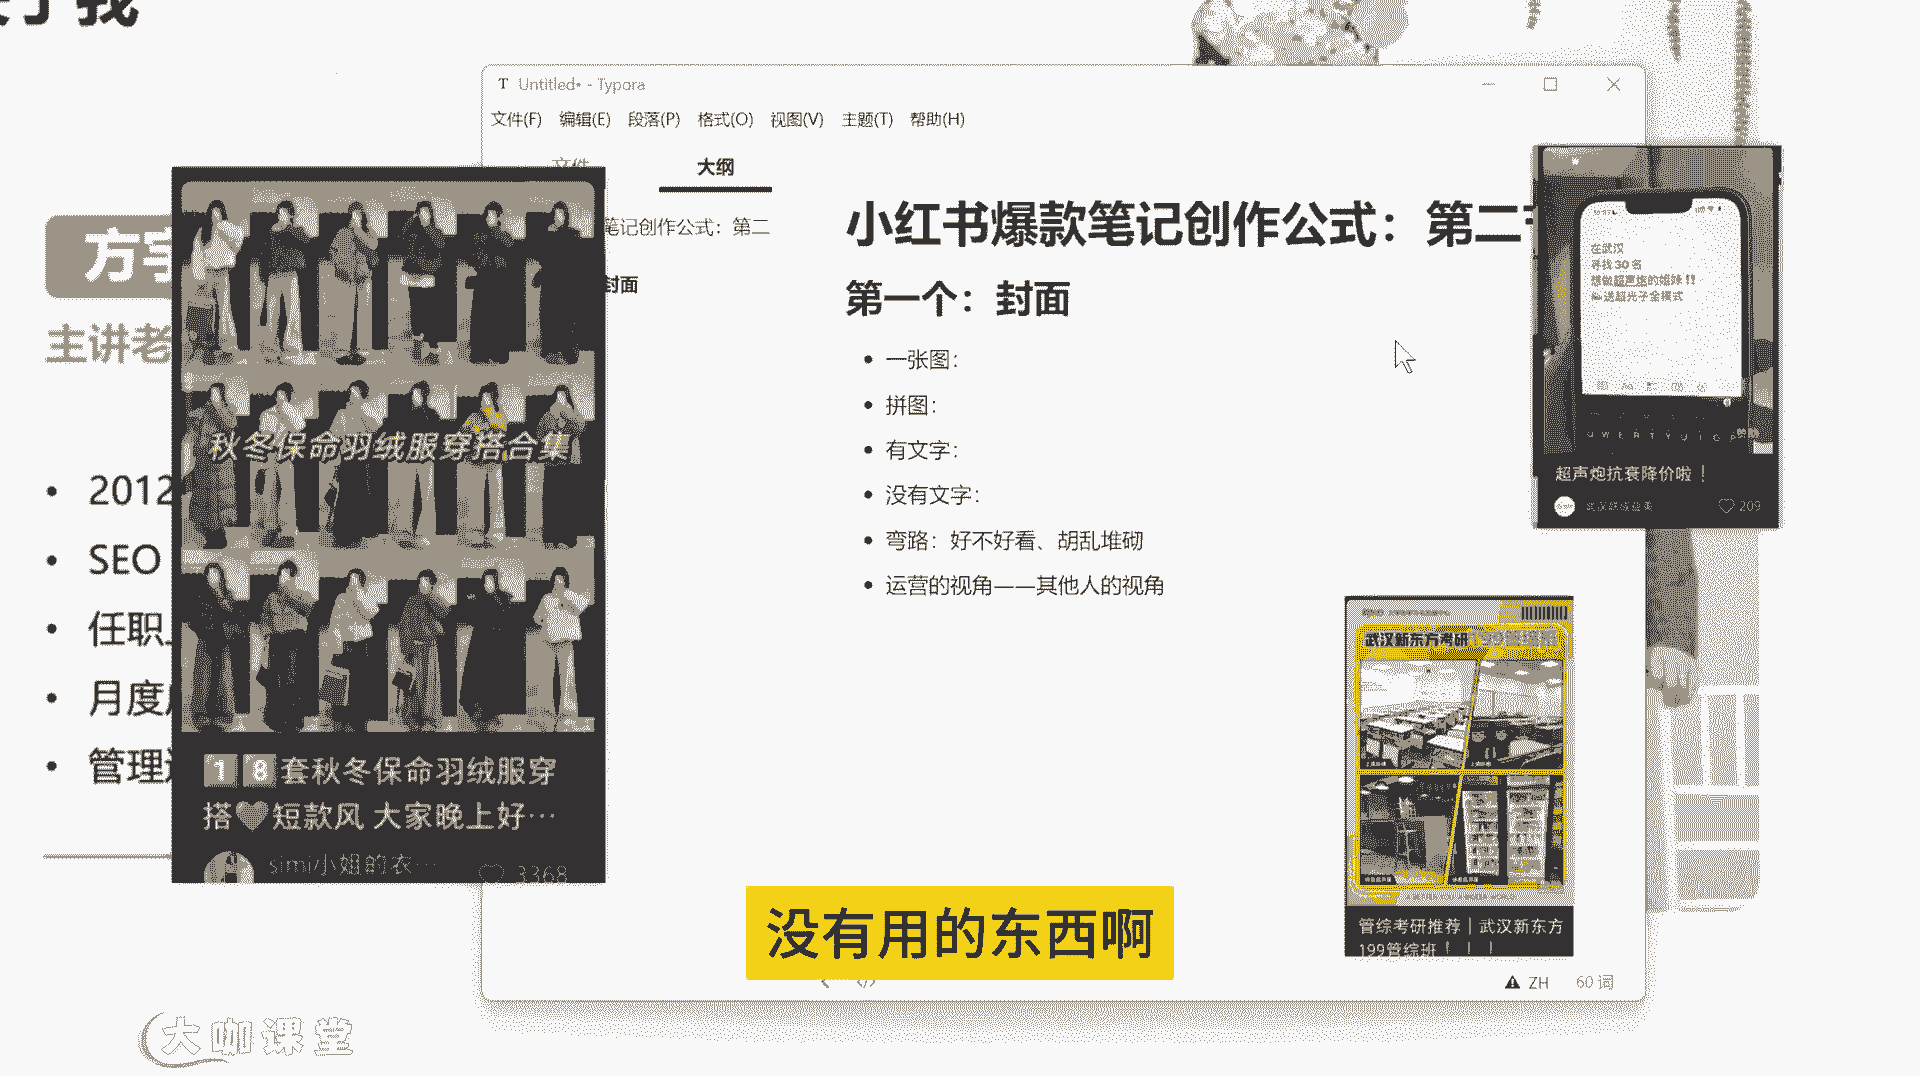 T Untitled• - Typora
文件(F) 编辑(E) 段落(P) 格式(O) 视图(V) 主题(T) 帮助(H)
文件 大纲
笔记创作公式：第二
封面
小红书爆款笔记创作公式：第二
第一个：封面
一张图：
拼图：
有文字：
没有文字：
弯路：好不好看、胡乱堆砌
运营的视角——其他人的视角
我
方宇
主讲老
2012
SEO
任职
月度
管理
秋冬保命羽绒服穿搭合集
18套秋冬保命羽绒服穿
搭♥短款风 大家晚上好…
simi小姐的衣…
3368
在武汉
寻找 30 名
想做超声炮的姐妹 !!
送超光子全模式
Q W E R T Y U I O P
赞助
超声炮抗衰降价啦！
209
武汉新东方考研
管综考研推荐｜武汉新东方
199管综班！！！
没有用的东西啊
ZH 60 词
大咖课堂